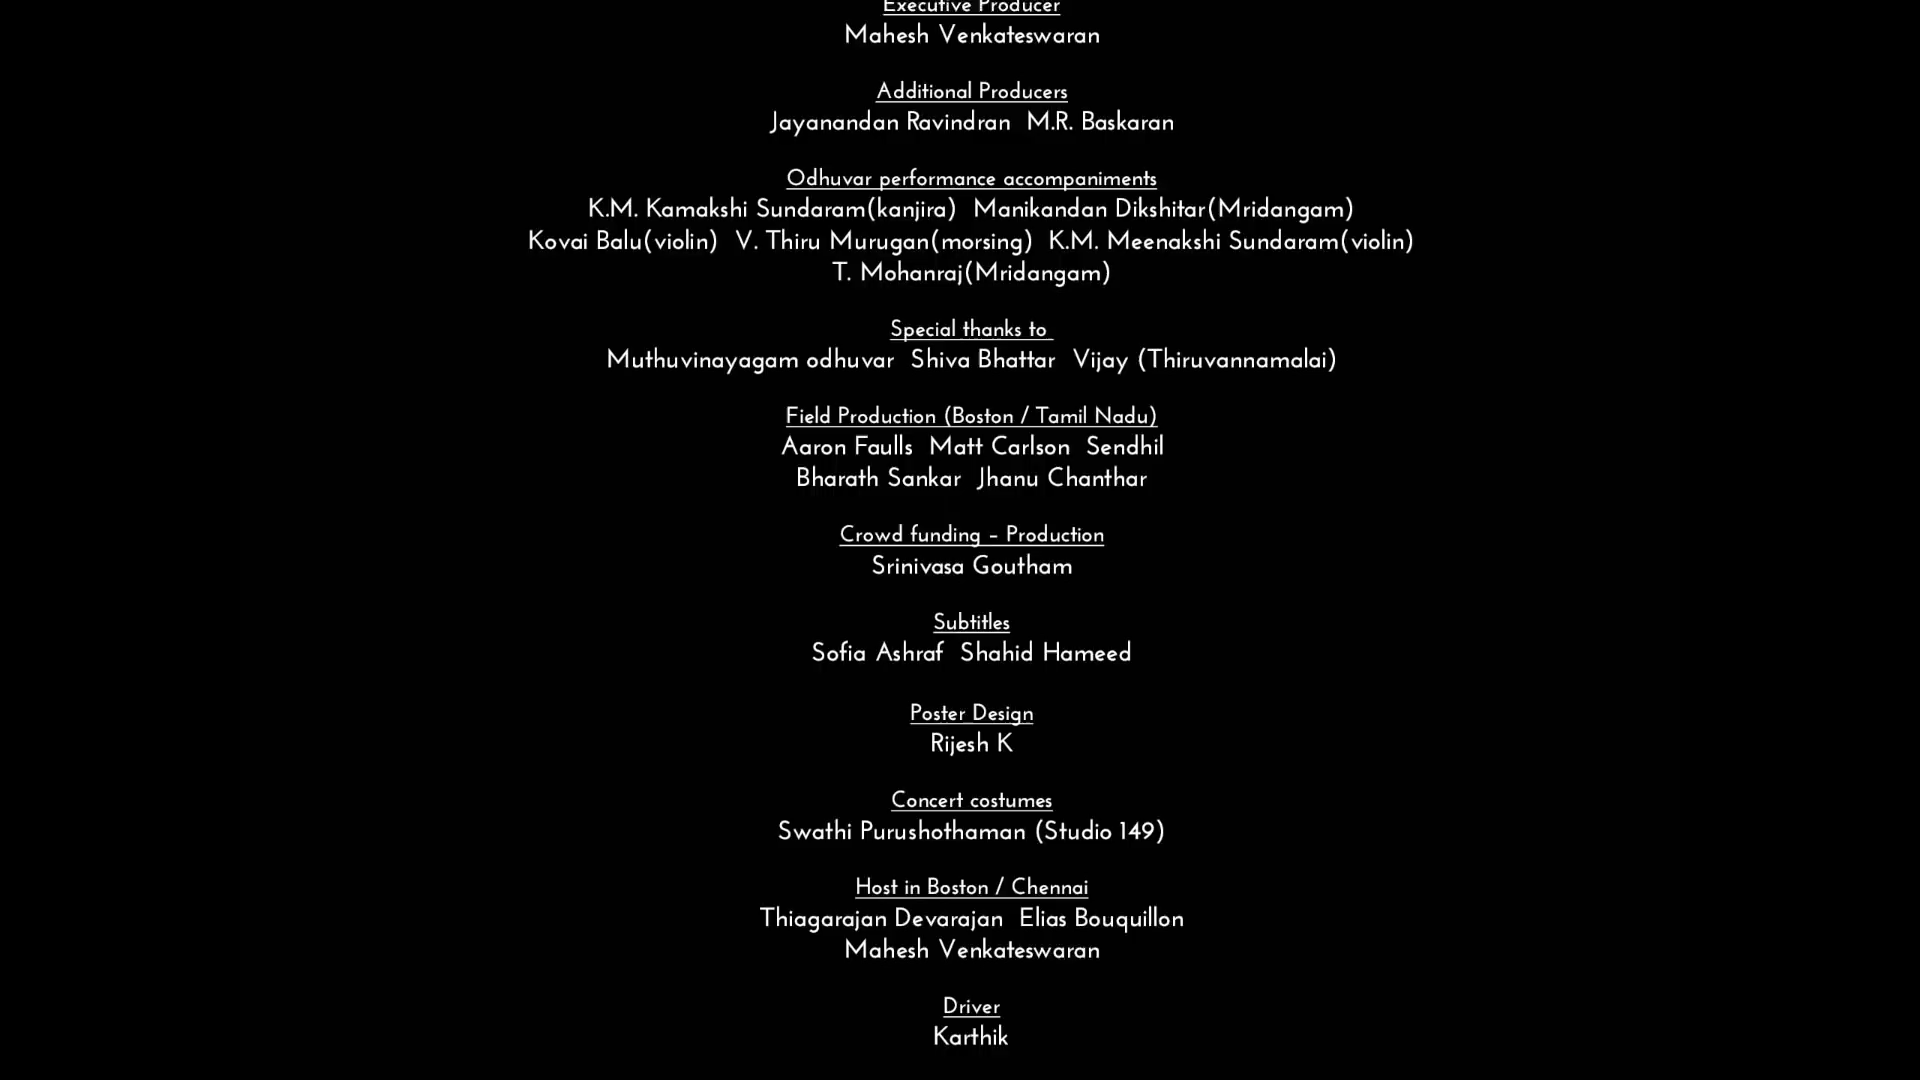 Executive Producer
Mahesh Venkateswaran
Additional Producers
Jayanandan Ravindran M.R. Baskaran
Odhuvar performance accompaniments
K.M. Kamakshi Sundaram(kanjira) Manikandan Dikshitar(Mridangam)
Kovai Balu(violin) V. Thiru Murugan(morsing) K.M. Meenakshi Sundaram(violin)
T. Mohanraj(Mridangam)
Special thanks to
Muthuvinayagam odhuvar Shiva Bhattar Vijay (Thiruvannamalai)
Field Production (Boston / Tamil Nadu)
Aaron Faulls Matt Carlson Sendhil
Bharath Sankar Jhanu Chanthar
Crowd funding - Production
Srinivasa Goutham
Subtitles
Sofia Ashraf Shahid Hameed
Poster Design
Rijesh K
Concert costumes
Swathi Purushothaman (Studio 149)
Host in Boston / Chennai
Thiagarajan Devarajan Elias Bouquillon
Mahesh Venkateswaran
Driver
Karthik